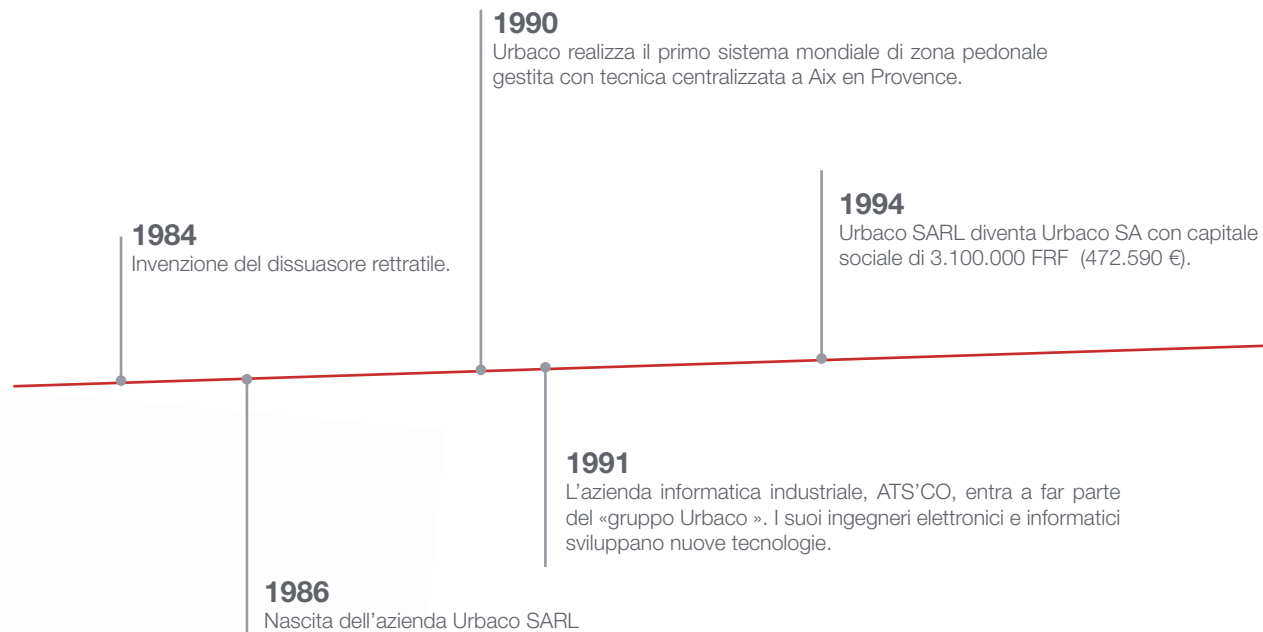 1990
Urbaco realizza il primo sistema mondiale di zona pedonale
gestita con tecnica centralizzata a Aix en Provence.
1994
Urbaco SARL diventa Urbaco SA con capitale
sociale di 3.100.000 FRF (472.590 €).
1984
Invenzione del dissuasore rettratile.
1991
L’azienda informatica industriale, ATS’CO, entra a far parte
del «gruppo Urbaco ». I suoi ingegneri elettronici e informatici
sviluppano nuove tecnologie.
1986
Nascita dell’azienda Urbaco SARL